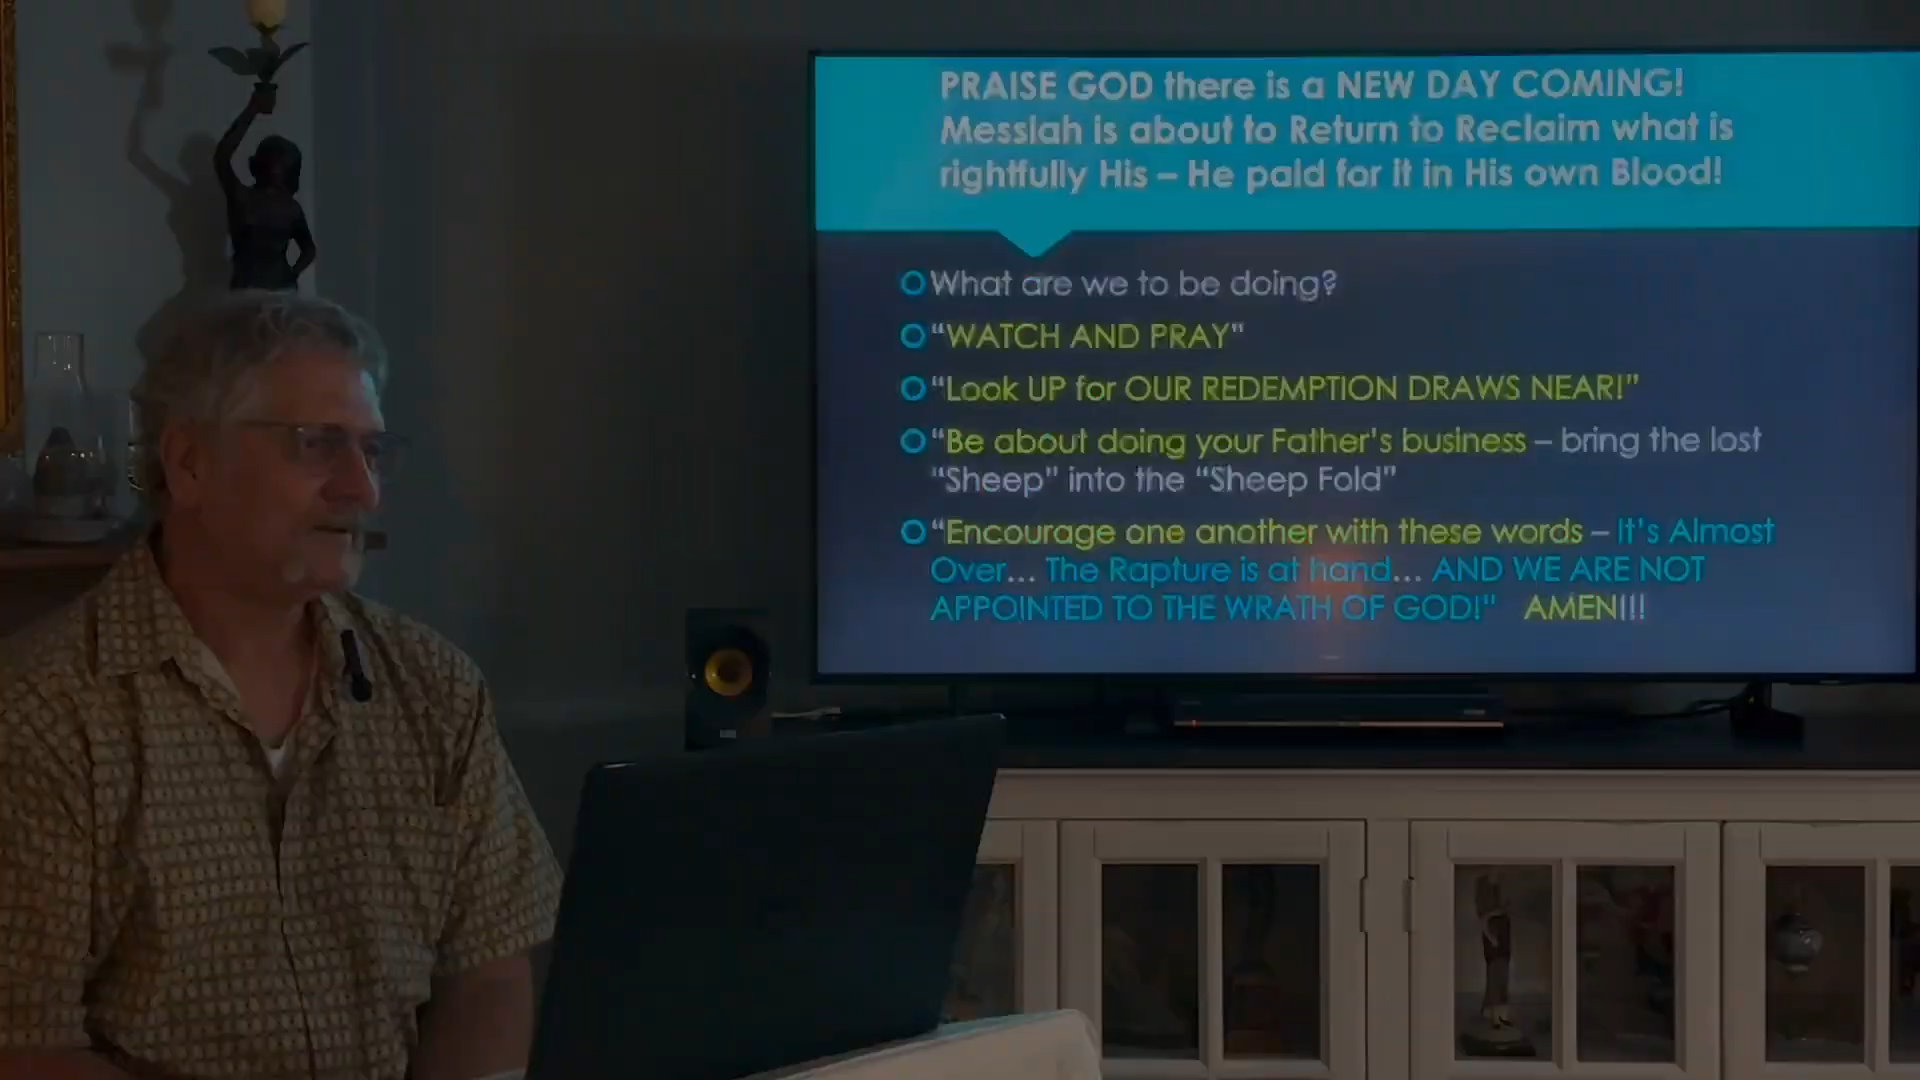 PRAISE GOD there is a NEW DAY COMING!
Messiah is about to Return to Reclaim what is
rightfully His – He paid for it in His own Blood!
What are we to be doing?
“WATCH AND PRAY”
“Look UP for OUR REDEMPTION DRAWS NEAR!”
“Be about doing your Father’s business – bring the lost
“Sheep” into the “Sheep Fold”
“Encourage one another with these words – It’s Almost
Over... The Rapture is at hand... AND WE ARE NOT
APPOINTED TO THE WRATH OF GOD!” AMEN!!!